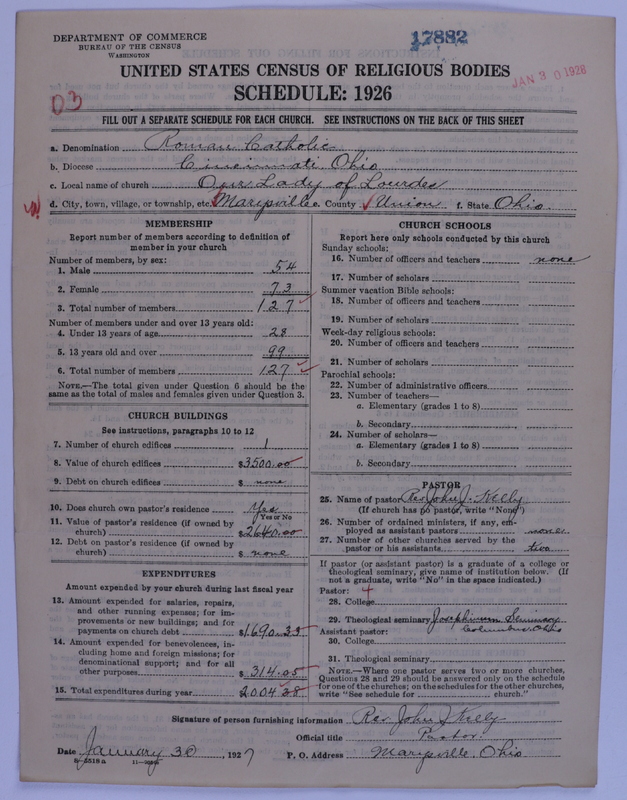 DEPARTMENT OF COMMERCE
BUREAU OF THE CENSUS
WASHINGTON
17882
JAN 30 1928
UNITED STATES CENSUS OF RELIGIOUS BODIES
SCHEDULE: 1926
D3
FILL OUT A SEPARATE SCHEDULE FOR EACH CHURCH. SEE INSTRUCTIONS ON THE BACK OF THIS SHEET
a. Denomination Roman Catholic
b. Diocese Cincinnati Ohio
c. Local name of church Our Lady of Lourdes
d. City, town, village, or township, etc. Marysville e. County Union f. State Ohio.
MEMBERSHIP
Report number of members according to definition of
member in your church
Number of members, by sex:
1. Male 54
2. Female 73
3. Total number of members 127
Number of members under and over 13 years old:
4. Under 13 years of age 28
5. 13 years old and over 99
6. Total number of members 127
NOTE.—The total given under Question 6 should be the
same as the total of males and females given under Question 3.
CHURCH BUILDINGS
See instructions, paragraphs 10 to 12
7. Number of church edifices 1
8. Value of church edifices $3500.00
9. Debt on church edifices $ none
10. Does church own pastor's residence Yes
Yes or No
11. Value of pastor's residence (if owned by
church) $2640.00
12. Debt on pastor's residence (if owned by
church) $ none
EXPENDITURES
Amount expended by your church during last fiscal year
13. Amount expended for salaries, repairs,
and other running expenses; for im-
provements or new buildings; and for
payments on church debt $1690.33
14. Amount expended for benevolences, in-
cluding home and foreign missions; for
denominational support; and for all
other purposes $ 314.05
15. Total expenditures during year 2004.38
CHURCH SCHOOLS
Report here only schools conducted by this church
Sunday schools:
16. Number of officers and teachers none
17. Number of scholars
Summer vacation Bible schools:
18. Number of officers and teachers
19. Number of scholars
Week-day religious schools:
20. Number of officers and teachers
21. Number of scholars
Parochial schools:
22. Number of administrative officers
23. Number of teachers—
a. Elementary (grades 1 to 8)
b. Secondary
24. Number of scholars—
a. Elementary (grades 1 to 8)
b. Secondary
PASTOR
25. Name of pastor Rev John J. Kelly
(If church has no pastor, write "None")
26. Number of ordained ministers, if any, em-
ployed as assistant pastors none
27. Number of other churches served by the
pastor or his assistants two
If pastor (or assistant pastor) is a graduate of a college or
theological seminary, give name of institution below. (If
not a graduate, write "No" in the space indicated.)
Pastor: 4
28. College
29. Theological seminary Josephinum Seminary
Columbus Ohio
Assistant pastor:
30. College
31. Theological seminary
NOTE.—Where one pastor serves two or more churches,
Questions 28 and 29 should be answered only on the schedule
for one of the churches; on the schedules for the other churches,
write "See schedule for church."
Signature of person furnishing information Rev John J Kelly
Official title Pastor.
Date January 30, 1927 P. O. Address Marysville, Ohio